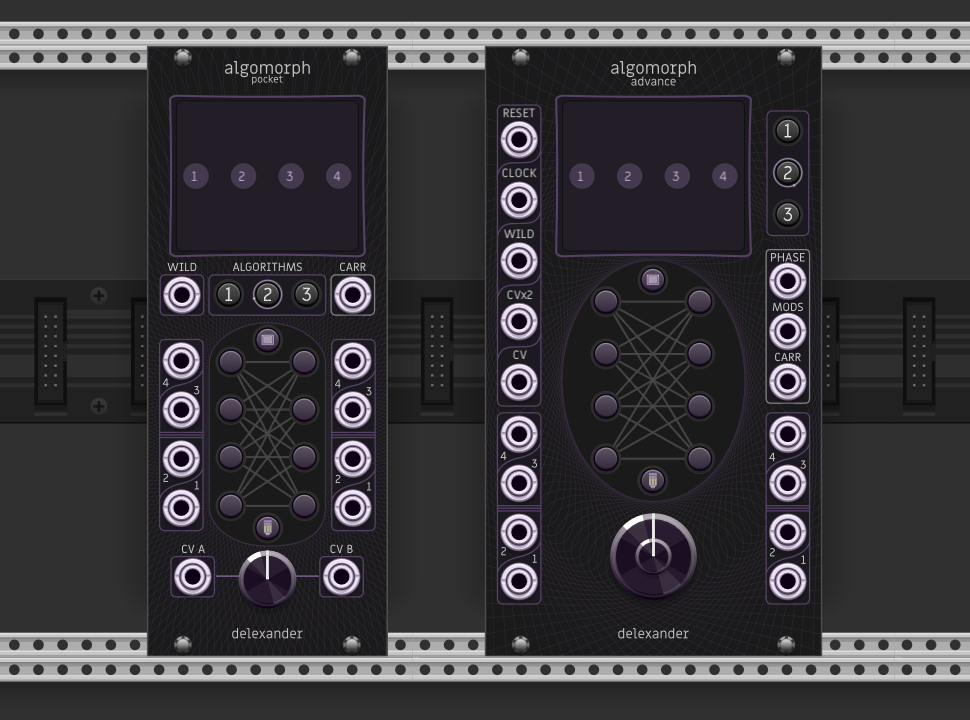 algomorph
pocket
1 2 3 4
WILD ALGORITHMS CARR
1 2 3
4 3
2 1
4 3
2 1
CV A CV B
delexander
algomorph
advance
RESET
CLOCK
WILD
CVx2
CV
4 3
2 1
1 2 3 4
1
2
3
PHASE
MODS
CARR
4 3
2 1
delexander